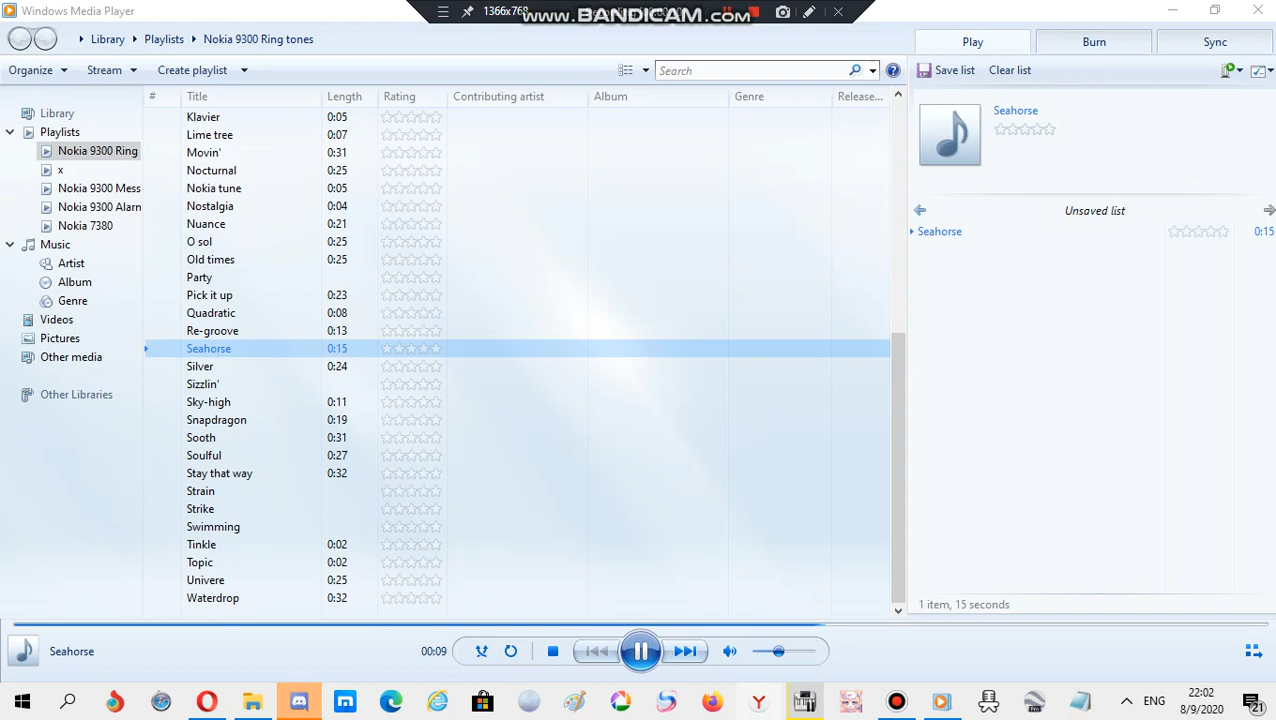 Windows Media Player
1366x768
www.BANDICAM.com
Library Playlists Nokia 9300 Ring tones
Play Burn Sync
Organize Stream Create playlist
Search
Save list Clear list
# Title Length Rating Contributing artist Album Genre Release...
Library
Playlists
Nokia 9300 Ring
x
Nokia 9300 Mess
Nokia 9300 Alarn
Nokia 7380
Music
Artist
Album
Genre
Videos
Pictures
Other media
Other Libraries
Klavier 0:05
Lime tree 0:07
Movin' 0:31
Nocturnal 0:25
Nokia tune 0:05
Nostalgia 0:04
Nuance 0:21
O sol 0:25
Old times 0:25
Party
Pick it up 0:23
Quadratic 0:08
Re-groove 0:13
Seahorse 0:15
Silver 0:24
Sizzlin'
Sky-high 0:11
Snapdragon 0:19
Sooth 0:31
Soulful 0:27
Stay that way 0:32
Strain
Strike
Swimming
Tinkle 0:02
Topic 0:02
Univere 0:25
Waterdrop 0:32
Seahorse
Unsaved list
Seahorse 0:15
1 item, 15 seconds
Seahorse
00:09
ENG
22:02
8/9/2020
21